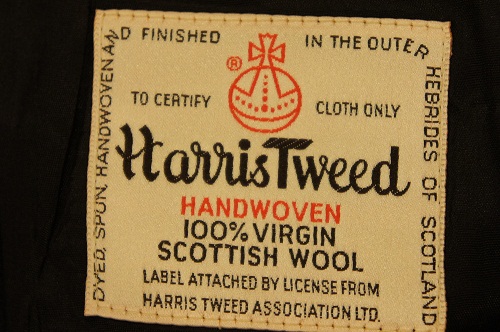 DYED, SPUN, HANDWOVEN AND FINISHED IN THE OUTER HEBRIDES OF SCOTLAND
®
TO CERTIFY CLOTH ONLY
Harris Tweed
HANDWOVEN
100% VIRGIN
SCOTTISH WOOL
LABEL ATTACHED BY LICENSE FROM
HARRIS TWEED ASSOCIATION LTD.